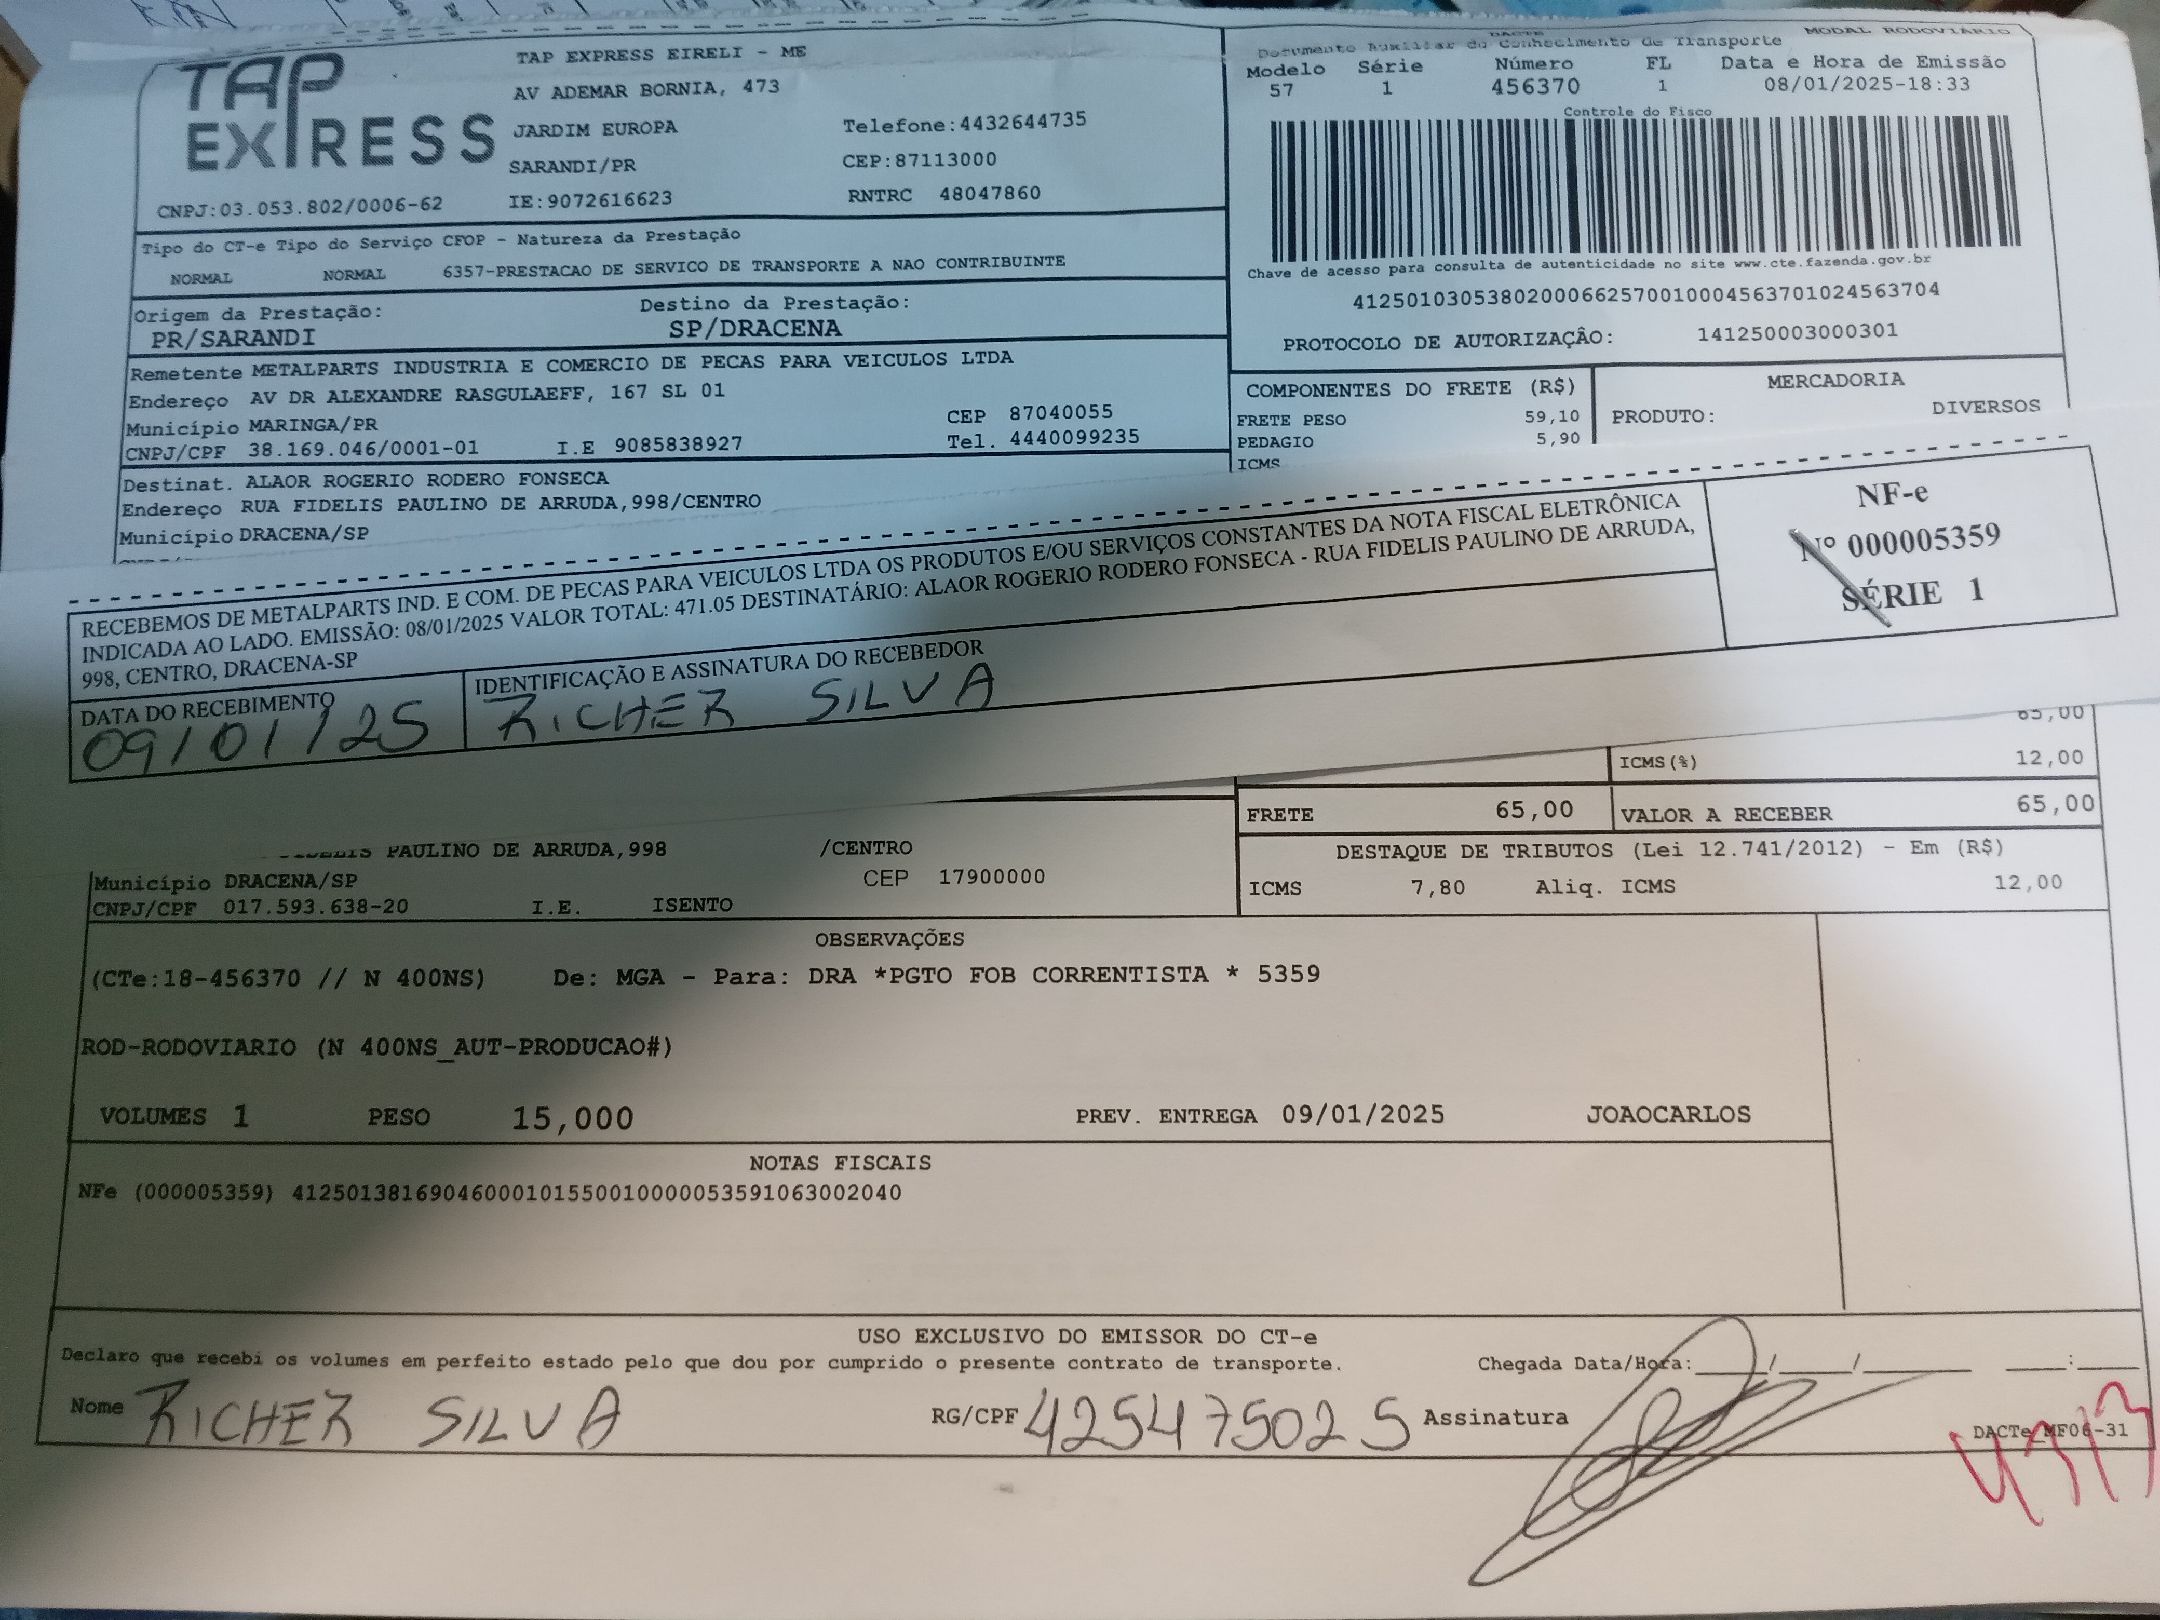 TAP EXPRESS
TAP EXPRESS EIRELI - ME
AV ADEMAR BORNIA, 473
JARDIM EUROPA Telefone:4432644735
SARANDI/PR CEP:87113000
CNPJ:03.053.802/0006-62 IE:9072616623 RNTRC 48047860
Tipo do CT-e Tipo do Serviço CFOP - Natureza da Prestação
NORMAL NORMAL 6357-PRESTACAO DE SERVICO DE TRANSPORTE A NAO CONTRIBUINTE
Origem da Prestação: Destino da Prestação:
PR/SARANDI SP/DRACENA
Remetente METALPARTS INDUSTRIA E COMERCIO DE PECAS PARA VEICULOS LTDA
Endereço AV DR ALEXANDRE RASGULAEFF, 167 SL 01
Município MARINGA/PR CEP 87040055
CNPJ/CPF 38.169.046/0001-01 I.E 9085838927 Tel. 4440099235
Destinat. ALAOR ROGERIO RODERO FONSECA
Endereço RUA FIDELIS PAULINO DE ARRUDA,998/CENTRO
Município DRACENA/SP
DACTE MODAL RODOVIÁRIO
Documento Auxiliar do Conhecimento de Transporte
Modelo Série Número FL Data e Hora de Emissão
57 1 456370 1 08/01/2025-18:33
Controle do Fisco
Chave de acesso para consulta de autenticidade no site www.cte.fazenda.gov.br
41250103053802000662570010004563701024563704
PROTOCOLO DE AUTORIZAÇÂO: 141250003000301
COMPONENTES DO FRETE (R$) MERCADORIA
FRETE PESO 59,10 PRODUTO: DIVERSOS
PEDAGIO 5,90
ICMS
RECEBEMOS DE METALPARTS IND. E COM. DE PECAS PARA VEICULOS LTDA OS PRODUTOS E/OU SERVIÇOS CONSTANTES DA NOTA FISCAL ELETRÔNICA
INDICADA AO LADO. EMISSÃO: 08/01/2025 VALOR TOTAL: 471.05 DESTINATÁRIO: ALAOR ROGERIO RODERO FONSECA - RUA FIDELIS PAULINO DE ARRUDA,
998, CENTRO, DRACENA-SP
NF-e
Nº 000005359
SÉRIE 1
DATA DO RECEBIMENTO IDENTIFICAÇÃO E ASSINATURA DO RECEBEDOR
09/01/25 RICHER SILVA
65,00
ICMS(%) 12,00
FRETE 65,00 VALOR A RECEBER 65,00
PAULINO DE ARRUDA,998 /CENTRO
Município DRACENA/SP CEP 17900000
CNPJ/CPF 017.593.638-20 I.E. ISENTO
DESTAQUE DE TRIBUTOS (Lei 12.741/2012) - Em (R$)
ICMS 7,80 Aliq. ICMS 12,00
OBSERVAÇÕES
(CTe:18-456370 // N 400NS) De: MGA - Para: DRA *PGTO FOB CORRENTISTA * 5359
ROD-RODOVIARIO (N 400NS_AUT-PRODUCAO#)
VOLUMES 1 PESO 15,000 PREV. ENTREGA 09/01/2025 JOAOCARLOS
NOTAS FISCAIS
NFe (000005359) 41250138169046000101550010000053591063002040
USO EXCLUSIVO DO EMISSOR DO CT-e
Declaro que recebi os volumes em perfeito estado pelo que dou por cumprido o presente contrato de transporte. Chegada Data/Hora:____/____/________ ____:____
Nome RICHER SILVA RG/CPF 425475025 Assinatura
DACTe_MF06-31